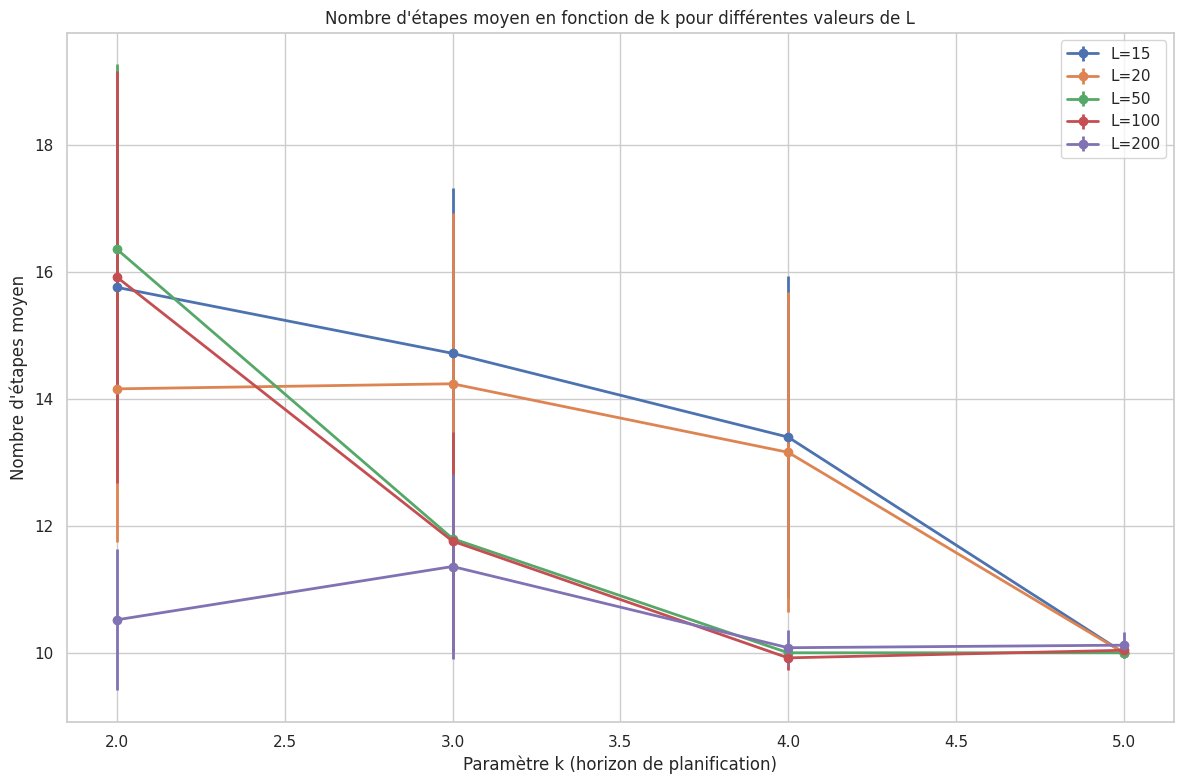 Nombre d'étapes moyen en fonction de k pour différentes valeurs de L
L=15
L=20
L=50
L=100
L=200
Nombre d'étapes moyen
18
16
14
12
10
2.0 2.5 3.0 3.5 4.0 4.5 5.0
Paramètre k (horizon de planification)